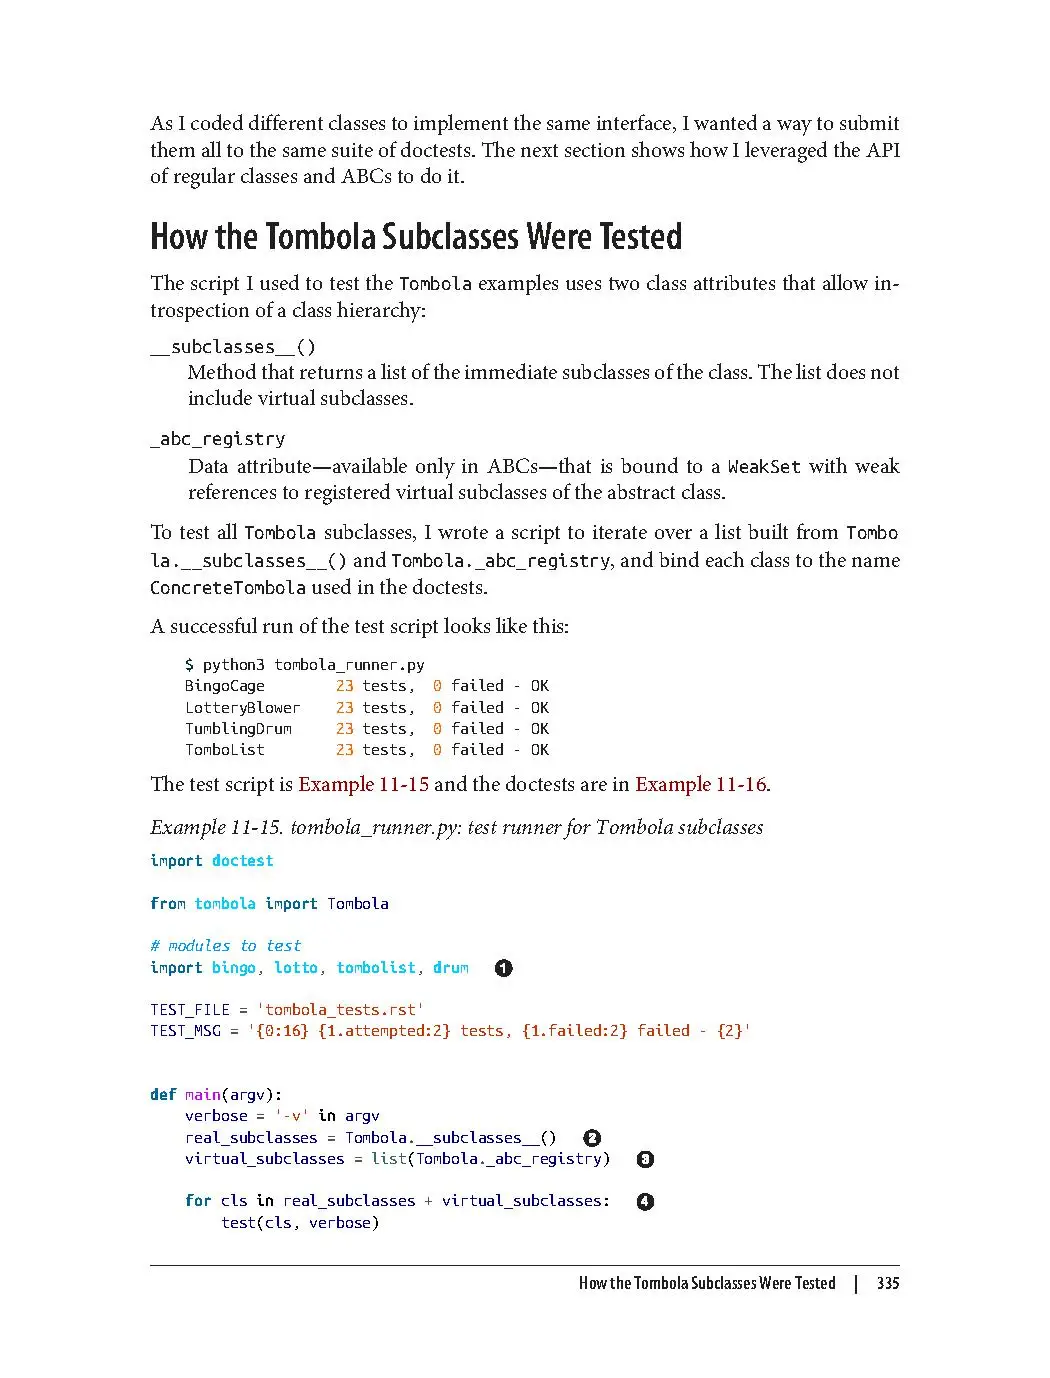 As I coded different classes to implement the same interface, I wanted a way to submit
them all to the same suite of doctests. The next section shows how I leveraged the API
of regular classes and ABCs to do it.
How the Tombola Subclasses Were Tested
The script I used to test the Tombola examples uses two class attributes that allow in-
trospection of a class hierarchy:
__subclasses__()
Method that returns a list of the immediate subclasses of the class. The list does not
include virtual subclasses.
_abc_registry
Data attribute—available only in ABCs—that is bound to a WeakSet with weak
references to registered virtual subclasses of the abstract class.
To test all Tombola subclasses, I wrote a script to iterate over a list built from Tombo
la.__subclasses__() and Tombola._abc_registry, and bind each class to the name
ConcreteTombola used in the doctests.
A successful run of the test script looks like this:
$ python3 tombola_runner.py
BingoCage        23 tests,  0 failed - OK
LotteryBlower    23 tests,  0 failed - OK
TumblingDrum     23 tests,  0 failed - OK
TomboList        23 tests,  0 failed - OK
The test script is Example 11-15 and the doctests are in Example 11-16.
Example 11-15. tombola_runner.py: test runner for Tombola subclasses
import doctest
from tombola import Tombola
# modules to test
import bingo, lotto, tombolist, drum ❶
TEST_FILE = 'tombola_tests.rst'
TEST_MSG = '{0:16} {1.attempted:2} tests, {1.failed:2} failed - {2}'
def main(argv):
    verbose = '-v' in argv
    real_subclasses = Tombola.__subclasses__() ❷
    virtual_subclasses = list(Tombola._abc_registry) ❸
    for cls in real_subclasses + virtual_subclasses: ❹
        test(cls, verbose)
How the Tombola Subclasses Were Tested | 335